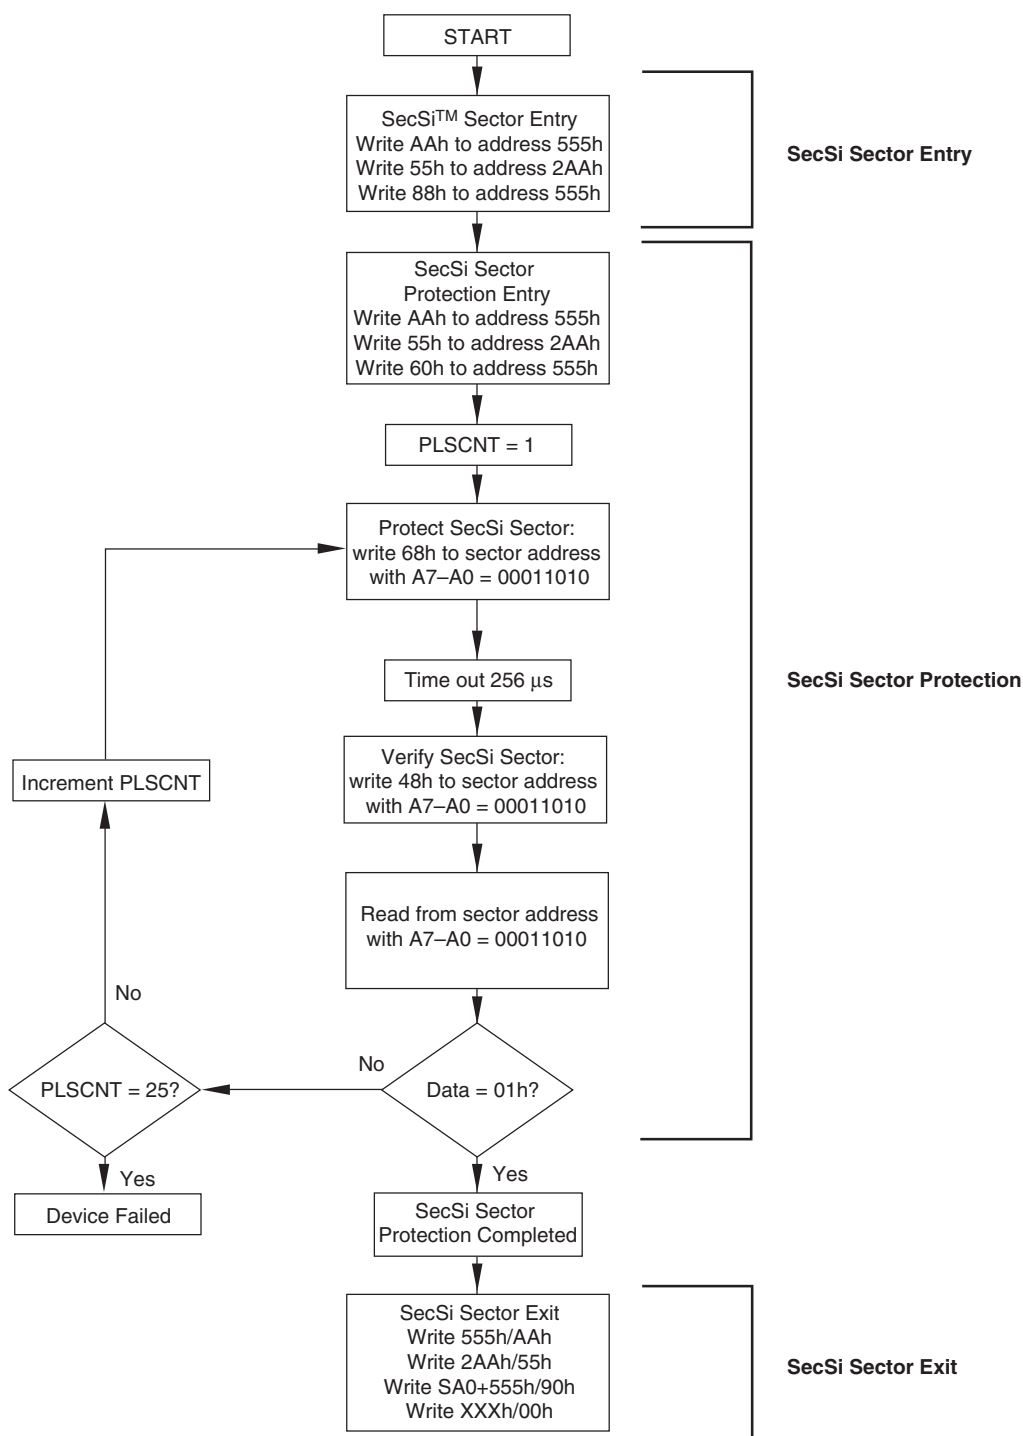 START
SecSi™ Sector Entry
Write AAh to address 555h
Write 55h to address 2AAh
Write 88h to address 555h
SecSi Sector Entry
SecSi Sector
Protection Entry
Write AAh to address 555h
Write 55h to address 2AAh
Write 60h to address 555h
PLSCNT = 1
Protect SecSi Sector:
write 68h to sector address
with A7–A0 = 00011010
Time out 256 μs
SecSi Sector Protection
Verify SecSi Sector:
write 48h to sector address
with A7–A0 = 00011010
Increment PLSCNT
Read from sector address
with A7–A0 = 00011010
No
No
PLSCNT = 25?
Data = 01h?
Yes
Yes
Device Failed
SecSi Sector
Protection Completed
SecSi Sector Exit
Write 555h/AAh
Write 2AAh/55h
Write SA0+555h/90h
Write XXXh/00h
SecSi Sector Exit